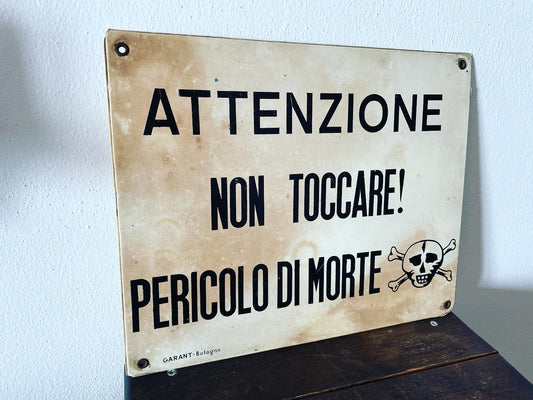 ATTENZIONE
NON TOCCARE!
PERICOLO DI MORTE
GARANT-Bologna